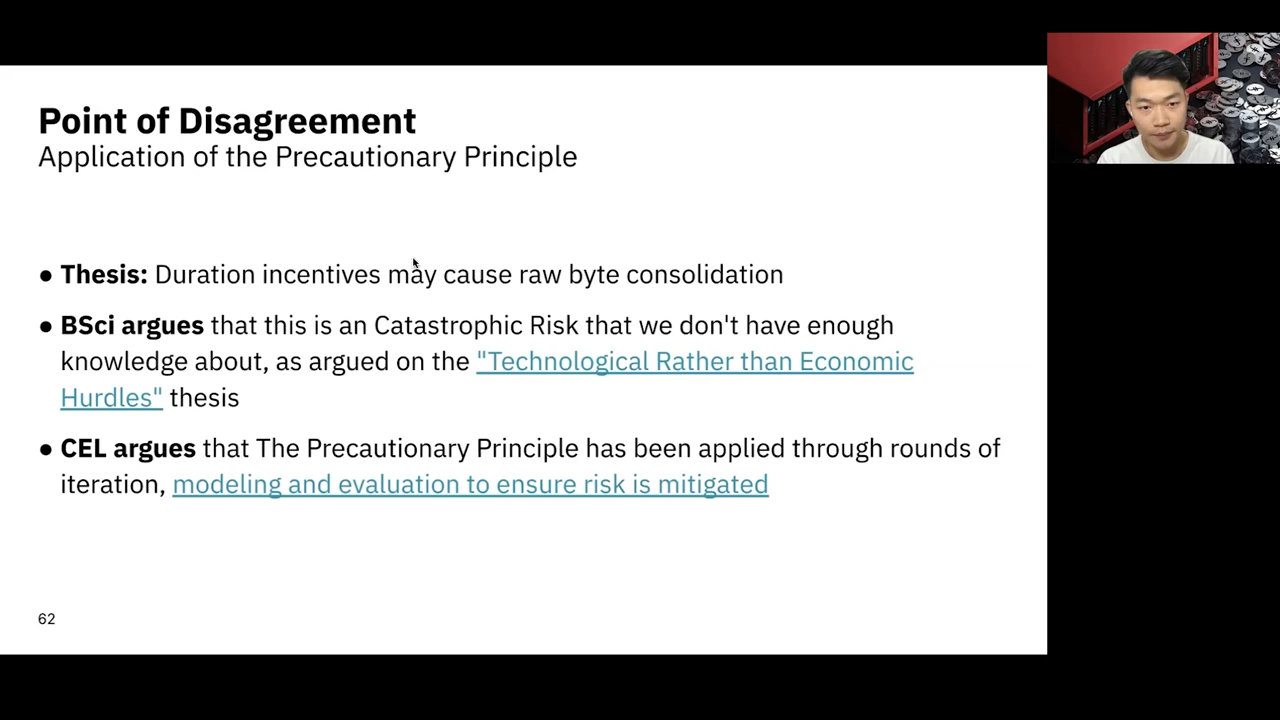 Point of Disagreement
Application of the Precautionary Principle
● Thesis: Duration incentives may cause raw byte consolidation
● BSci argues that this is an Catastrophic Risk that we don't have enough
knowledge about, as argued on the "Technological Rather than Economic
Hurdles" thesis
● CEL argues that The Precautionary Principle has been applied through rounds of
iteration, modeling and evaluation to ensure risk is mitigated
62